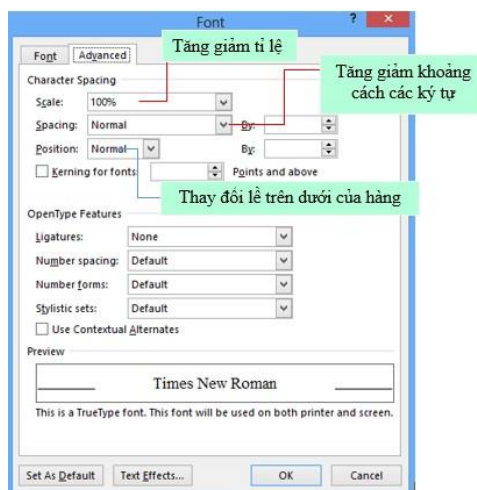 Font
?
Tăng giảm tỉ lệ
Font Advanced
Tăng giảm khoảng
cách các ký tự
Character Spacing
Scale: 100%
Spacing: Normal By:
Position: Normal By:
Kerning for fonts: Points and above
Thay đổi lề trên dưới của hàng
OpenType Features
Ligatures: None
Number spacing: Default
Number forms: Default
Stylistic sets: Default
Use Contextual Alternates
Preview
Times New Roman
This is a TrueType font. This font will be used on both printer and screen.
Set As Default Text Effects... OK Cancel